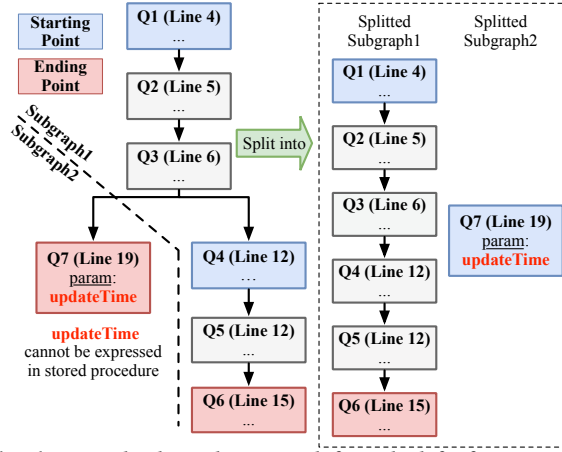 Starting
Point
Ending
Point
Subgraph1
Subgraph2
Q1 (Line 4)
...
Q2 (Line 5)
...
Q3 (Line 6)
...
Q7 (Line 19)
param:
updateTime
updateTime
cannot be expressed
in stored procedure
Q4 (Line 12)
...
Q5 (Line 12)
...
Q6 (Line 15)
...
Split into
Splitted
Subgraph1
Splitted
Subgraph2
Q1 (Line 4)
...
Q2 (Line 5)
...
Q3 (Line 6)
...
Q4 (Line 12)
...
Q5 (Line 12)
...
Q6 (Line 15)
...
Q7 (Line 19)
param:
updateTime